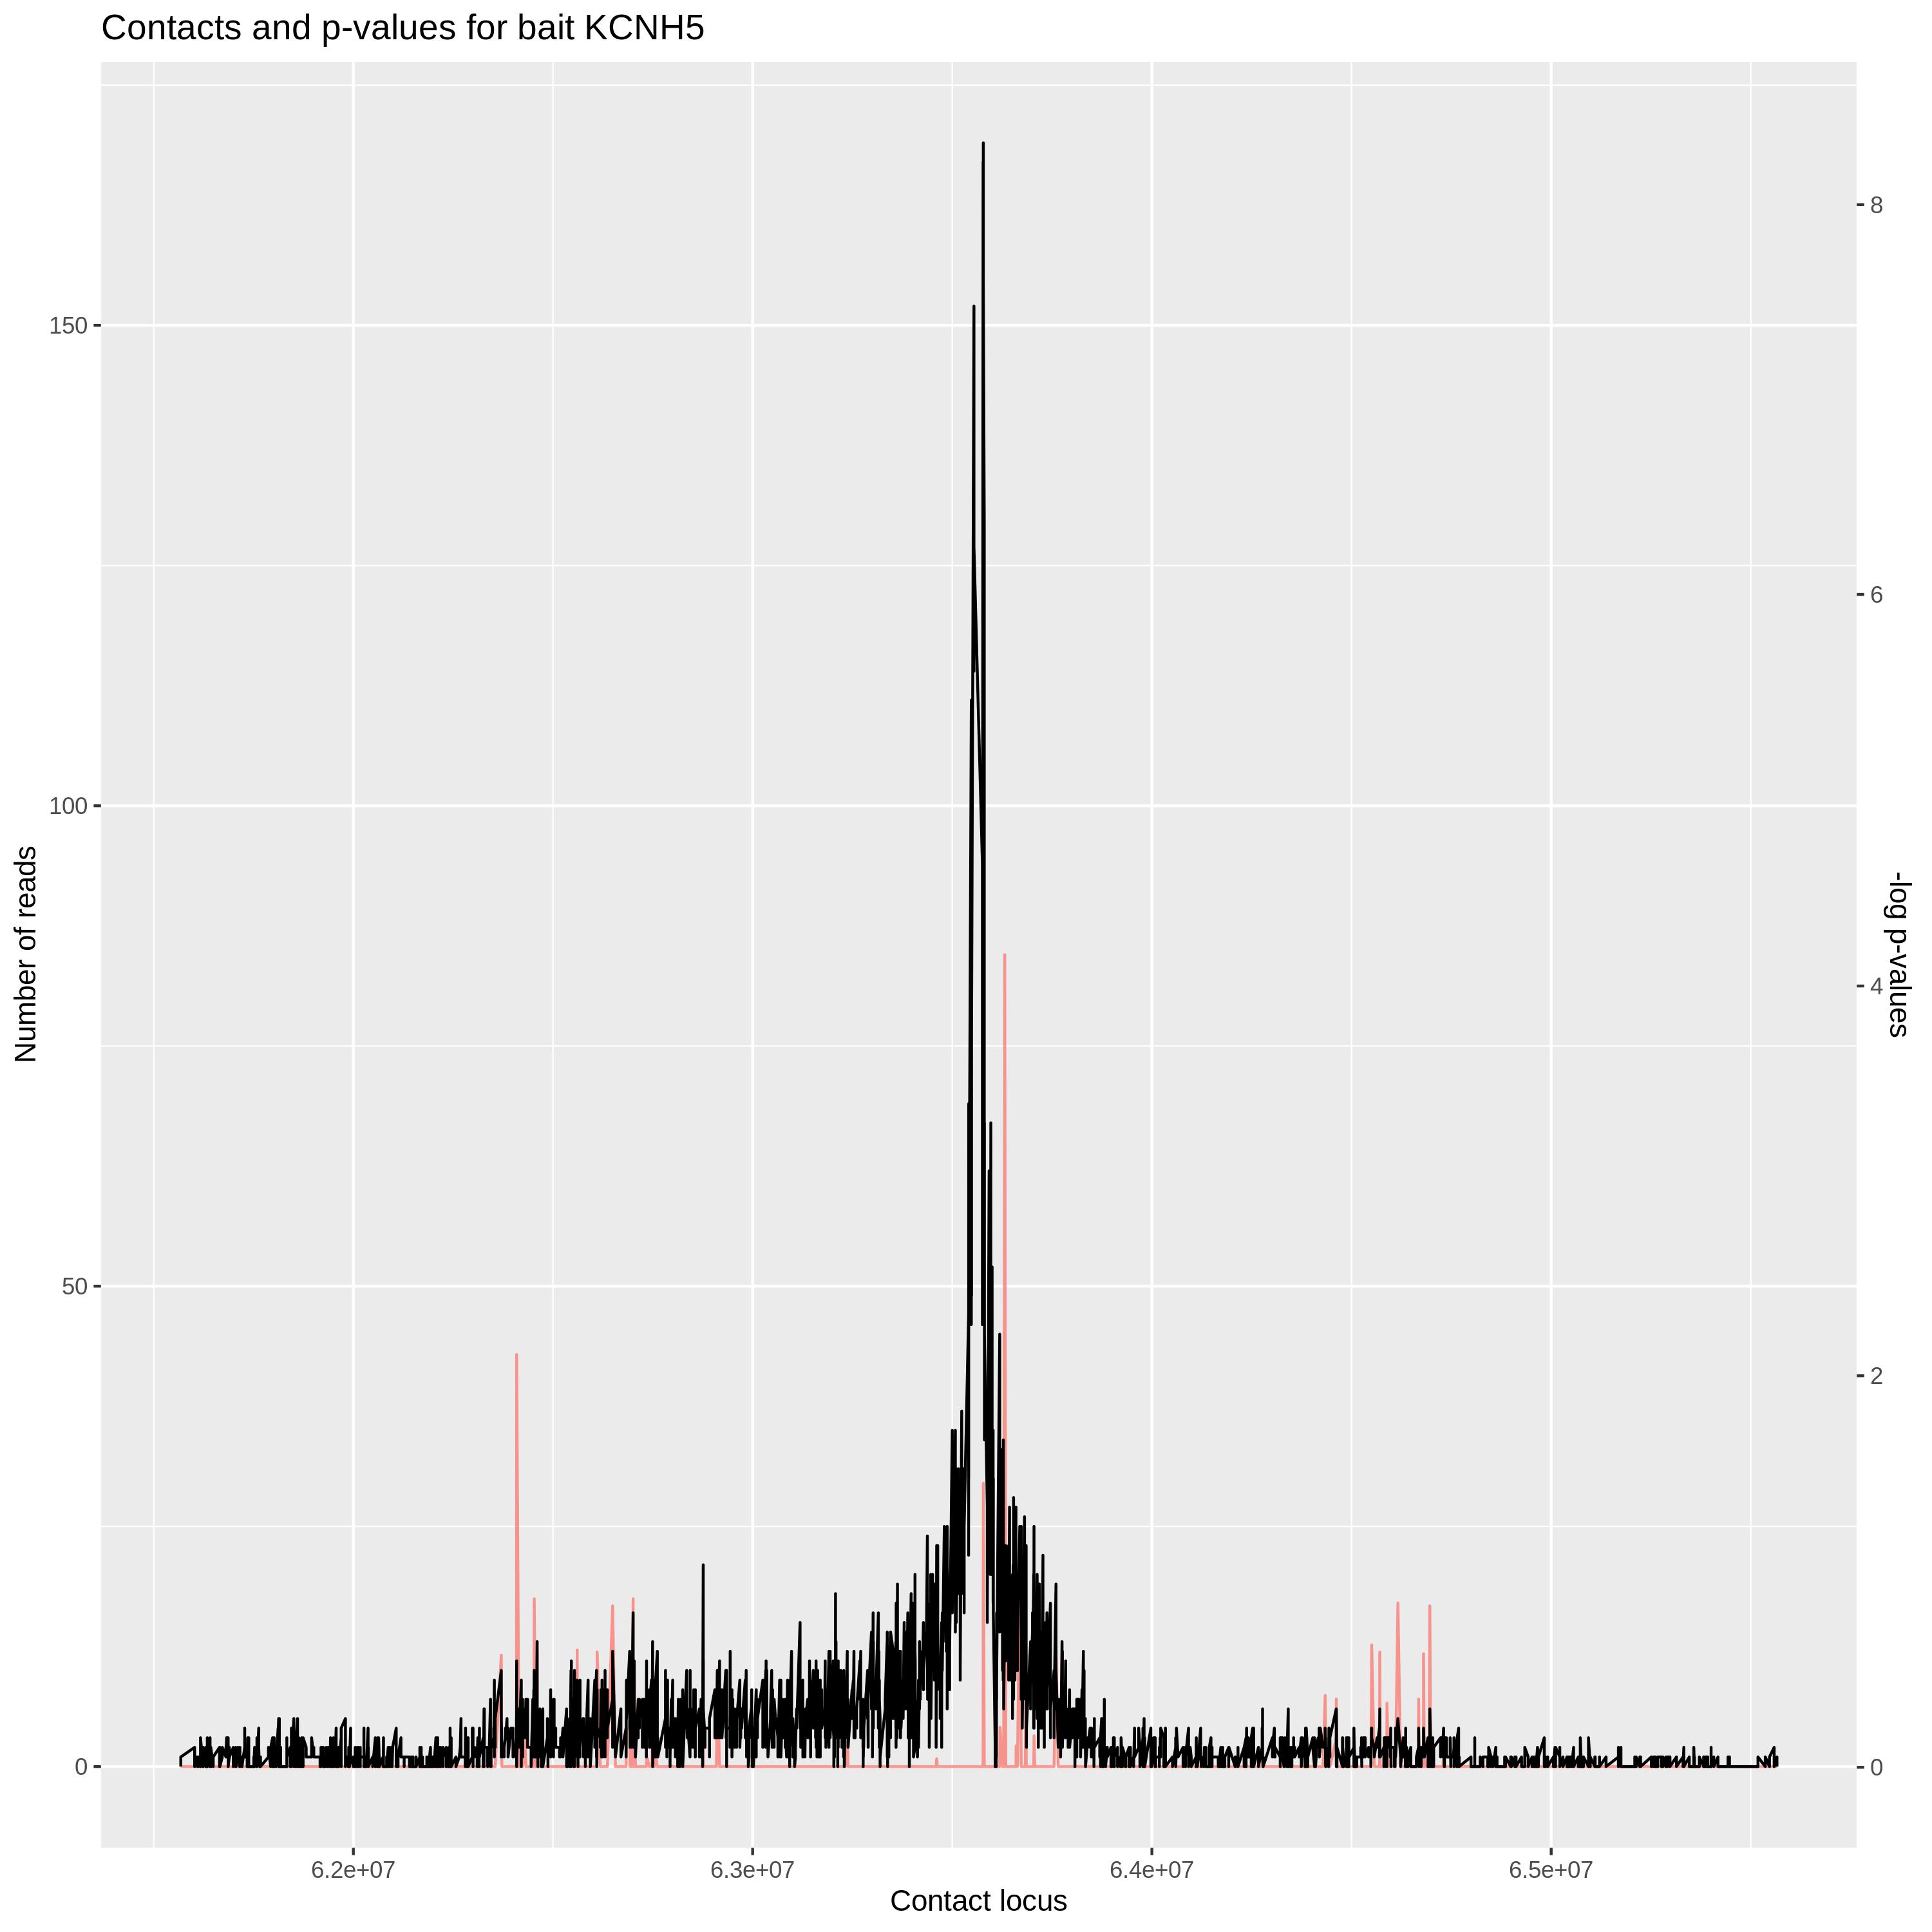 Contacts and p-values for bait KCNH5
150
100
50
0
8
6
4
2
0
Number of reads
-log p-values
6.2e+07
6.3e+07
6.4e+07
6.5e+07
Contact locus